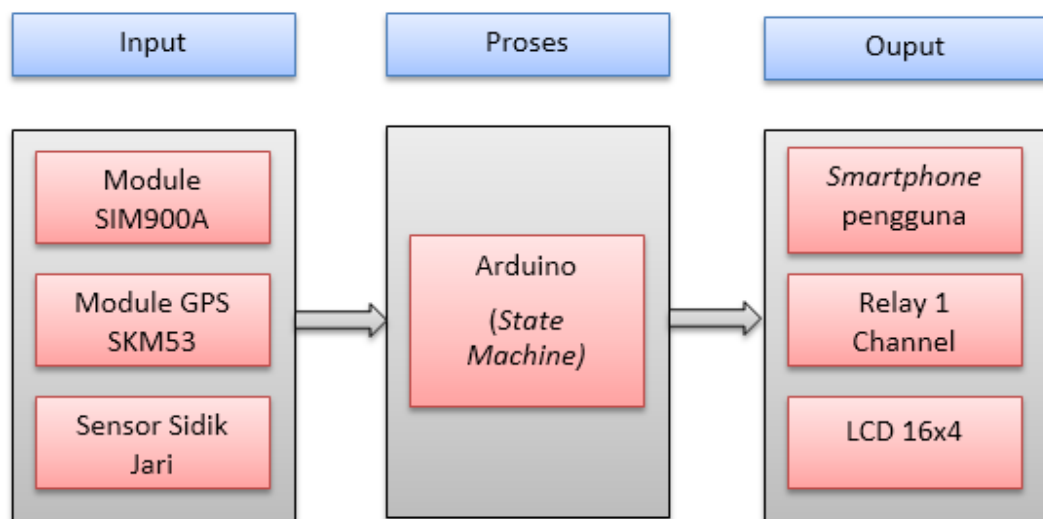 Input
Proses
Ouput
Module
SIM900A
Module GPS
SKM53
Sensor Sidik
Jari
Arduino
(State
Machine)
Smartphone
pengguna
Relay 1
Channel
LCD 16x4